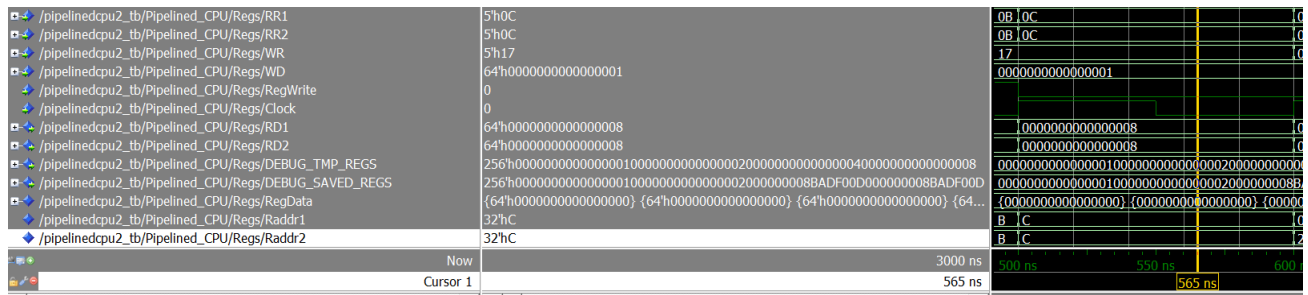 /pipelinedcpu2_tb/Pipelined_CPU/Regs/RR1 5'h0C 0B 0C
/pipelinedcpu2_tb/Pipelined_CPU/Regs/RR2 5'h0C 0B 0C
/pipelinedcpu2_tb/Pipelined_CPU/Regs/WR 5'h17 17
/pipelinedcpu2_tb/Pipelined_CPU/Regs/WD 64'h0000000000000001 0000000000000001
/pipelinedcpu2_tb/Pipelined_CPU/Regs/RegWrite 0
/pipelinedcpu2_tb/Pipelined_CPU/Regs/Clock 0
/pipelinedcpu2_tb/Pipelined_CPU/Regs/RD1 64'h0000000000000008 0000000000000008
/pipelinedcpu2_tb/Pipelined_CPU/Regs/RD2 64'h0000000000000008 0000000000000008
/pipelinedcpu2_tb/Pipelined_CPU/Regs/DEBUG_TMP_REGS 256'h0000000000000001000000000000000200000000000000040000000000000008
/pipelinedcpu2_tb/Pipelined_CPU/Regs/DEBUG_SAVED_REGS 256'h00000000000000010000000000000002000000008BADF00D000000008BADF00D
/pipelinedcpu2_tb/Pipelined_CPU/Regs/RegData {64'h0000000000000000} {64'h0000000000000000} {64'h0000000000000000} {64...
/pipelinedcpu2_tb/Pipelined_CPU/Regs/Raddr1 32'hC B C
/pipelinedcpu2_tb/Pipelined_CPU/Regs/Raddr2 32'hC B C
Now 3000 ns 500 ns 550 ns 600
Cursor 1 565 ns 565 ns